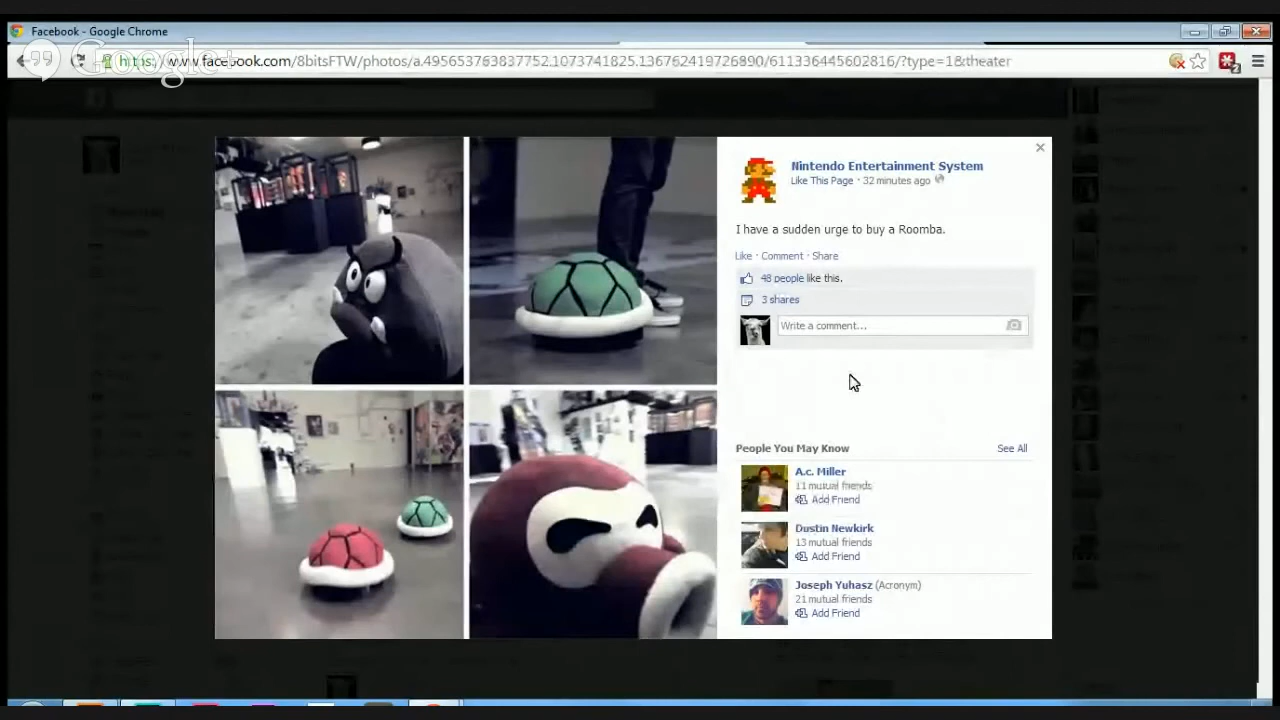 Facebook - Google Chrome
Google+
https://www.facebook.com/8bitsFTW/photos/a.495653763837752.1073741825.136762419726890/611336445602816/?type=1&theater
2
Nintendo Entertainment System
Like This Page · 32 minutes ago
I have a sudden urge to buy a Roomba.
Like · Comment · Share
48 people like this.
3 shares
Write a comment...
People You May Know
See All
A.c. Miller
11 mutual friends
Add Friend
Dustin Newkirk
13 mutual friends
Add Friend
Joseph Yuhasz (Acronym)
21 mutual friends
Add Friend